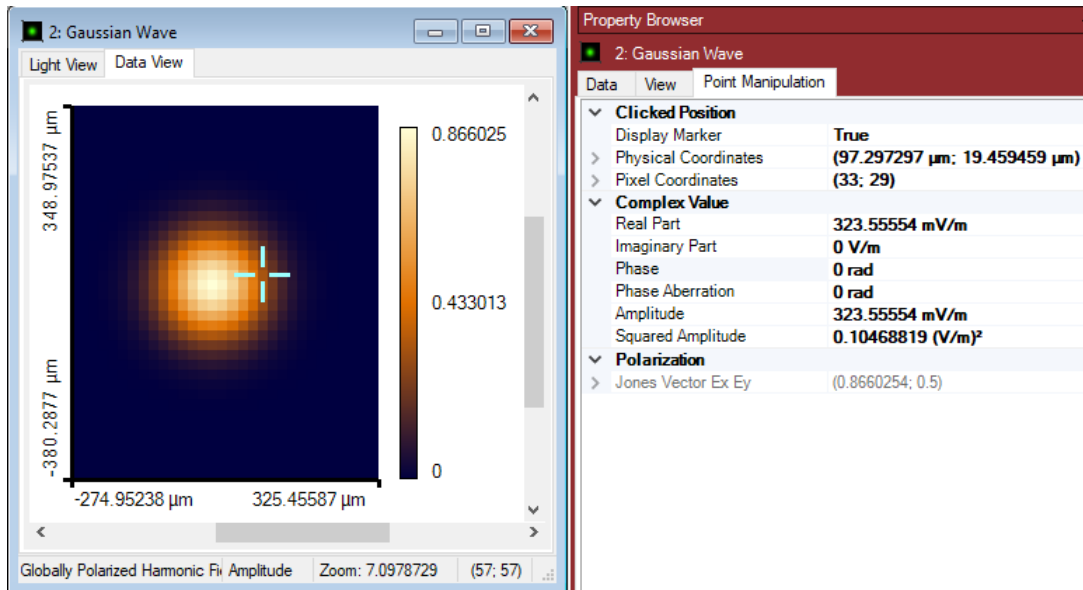 2: Gaussian Wave
Light View
Data View
348.97537 µm
-380.2877 µm
-274.95238 µm
325.45587 µm
0.866025
0.433013
0
Globally Polarized Harmonic Fi
Amplitude
Zoom: 7.0978729
(57; 57)
Property Browser
2: Gaussian Wave
Data
View
Point Manipulation
Clicked Position
Display Marker True
Physical Coordinates (97.297297 µm; 19.459459 µm)
Pixel Coordinates (33; 29)
Complex Value
Real Part 323.55554 mV/m
Imaginary Part 0 V/m
Phase 0 rad
Phase Aberration 0 rad
Amplitude 323.55554 mV/m
Squared Amplitude 0.10468819 (V/m)²
Polarization
Jones Vector Ex Ey (0.8660254; 0.5)